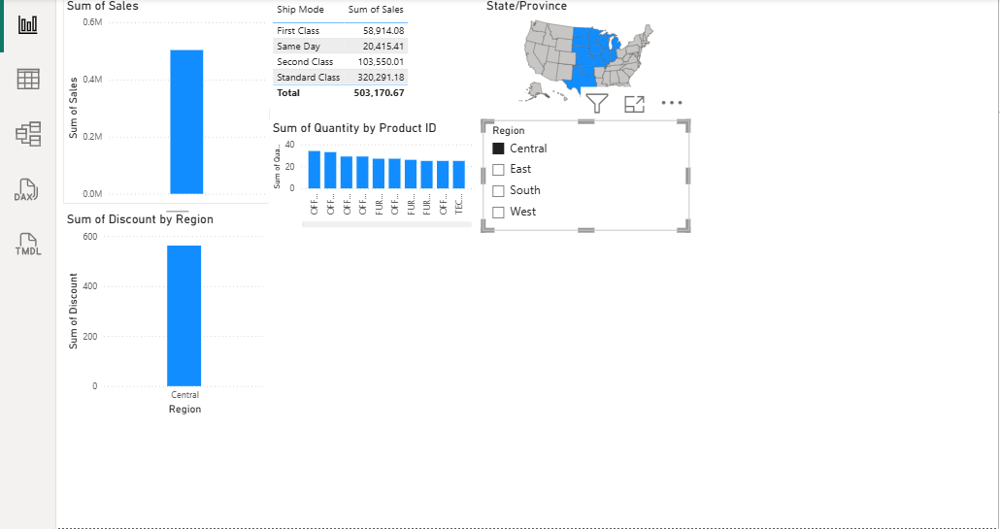 DAX
TMDL
Sum of Sales
0.6M
0.4M
0.2M
0.0M
Sum of Sales
Sum of Discount by Region
600
400
200
0
Sum of Discount
Central
Region
Ship Mode Sum of Sales
First Class 58,914.08
Same Day 20,415.41
Second Class 103,550.01
Standard Class 320,291.18
Total 503,170.67
Sum of Quantity by Product ID
40
20
0
Sum of Qua...
OFF...
OFF...
OFF...
OFF...
FUR...
OFF...
FUR...
FUR...
OFF...
TEC...
State/Province
Region
Central
East
South
West